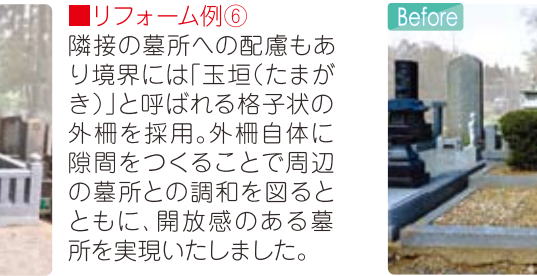 ■リフォーム例⑥
隣接の墓所への配慮もあ
り境界には「玉垣(たまが
き)」と呼ばれる格子状の
外柵を採用。外柵自体に
隙間をつくることで周辺
の墓所との調和を図ると
ともに、開放感のある墓
所を実現いたしました。
Before